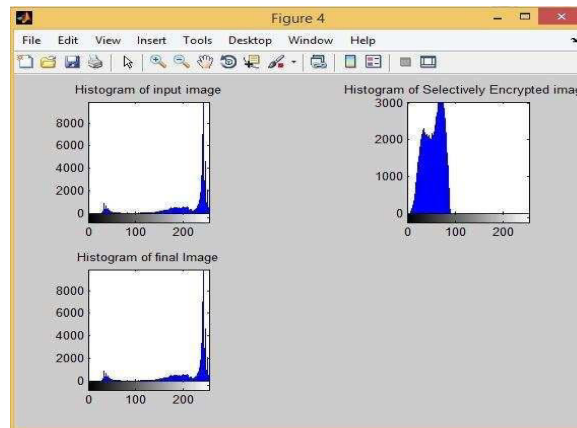 Figure 4
File Edit View Insert Tools Desktop Window Help
Histogram of input image
8000
6000
4000
2000
0
0 100 200
Histogram of Selectively Encrypted imag
3000
2000
1000
0
0 100 200
Histogram of final Image
8000
6000
4000
2000
0
0 100 200